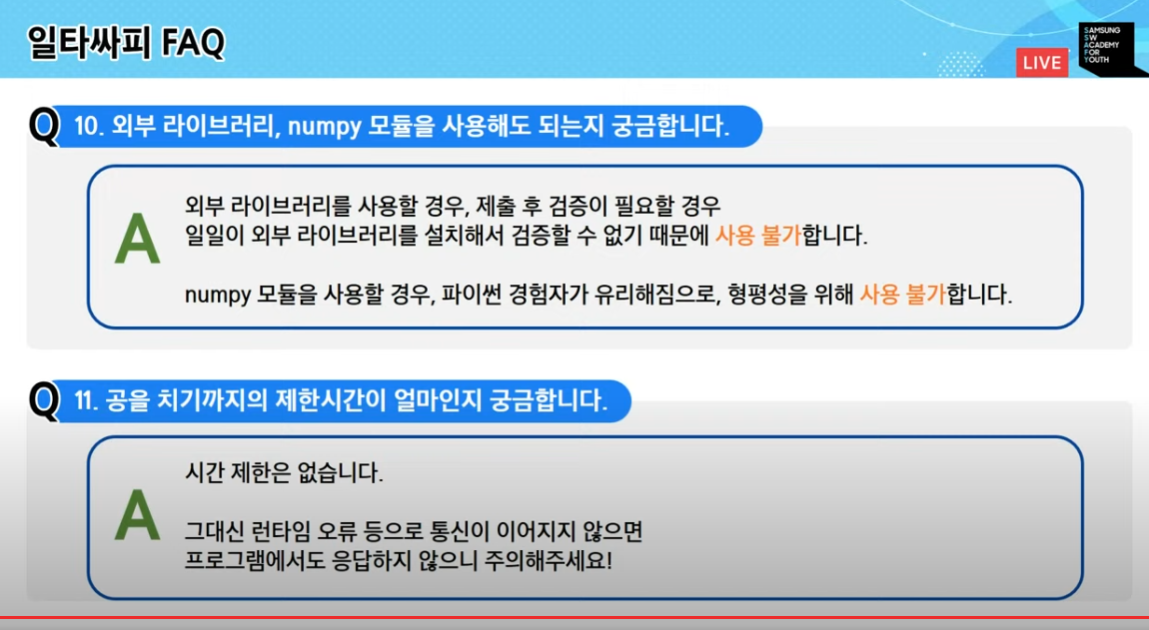 일타싸피 FAQ
LIVE
SAMSUNG
SW
ACADEMY
FOR
YOUTH
Q 10. 외부 라이브러리, numpy 모듈을 사용해도 되는지 궁금합니다.
A
외부 라이브러리를 사용할 경우, 제출 후 검증이 필요할 경우
일일이 외부 라이브러리를 설치해서 검증할 수 없기 때문에 사용 불가합니다.
numpy 모듈을 사용할 경우, 파이썬 경험자가 유리해짐으로, 형평성을 위해 사용 불가합니다.
Q 11. 공을 치기까지의 제한시간이 얼마인지 궁금합니다.
A
시간 제한은 없습니다.
그대신 런타임 오류 등으로 통신이 이어지지 않으면
프로그램에서도 응답하지 않으니 주의해주세요!